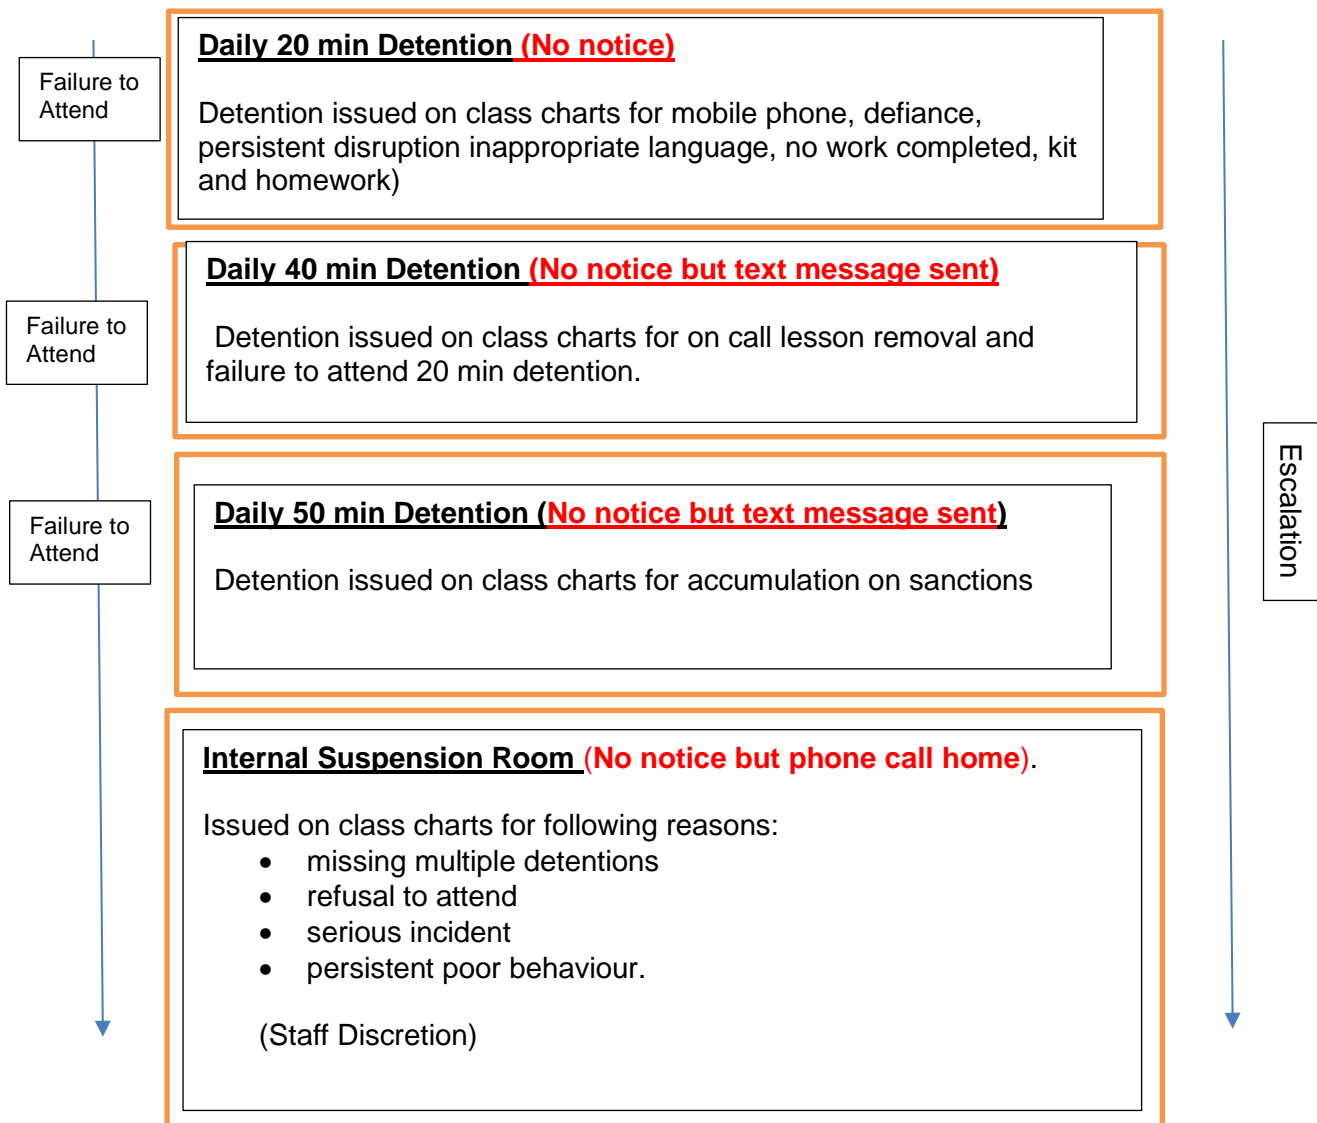 Daily 20 min Detention (No notice)
Failure to
Attend
Detention issued on class charts for mobile phone, defiance,
persistent disruption inappropriate language, no work completed, kit
and homework)
Daily 40 min Detention (No notice but text message sent)
Failure to
Attend
Detention issued on class charts for on call lesson removal and
failure to attend 20 min detention.
Escalation
Daily 50 min Detention (No notice but text message sent)
Failure to
Attend
Detention issued on class charts for accumulation on sanctions
Internal Suspension Room (No notice but phone call home).
Issued on class charts for following reasons:
• missing multiple detentions
• refusal to attend
• serious incident
• persistent poor behaviour.
(Staff Discretion)